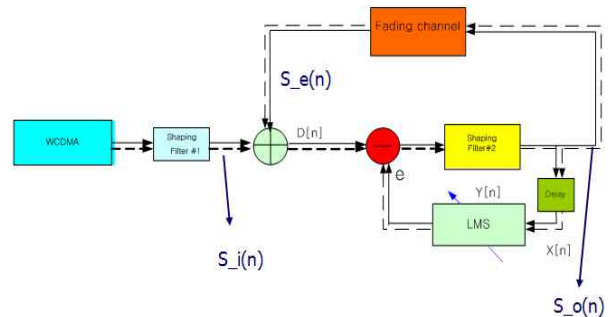 Fading channel
S_e(n)
WCDMA
Shaping
Filter #1
D[n]
Shaping
Filter#2
e
Y[n]
Delay
LMS
X[n]
S_i(n)
S_o(n)